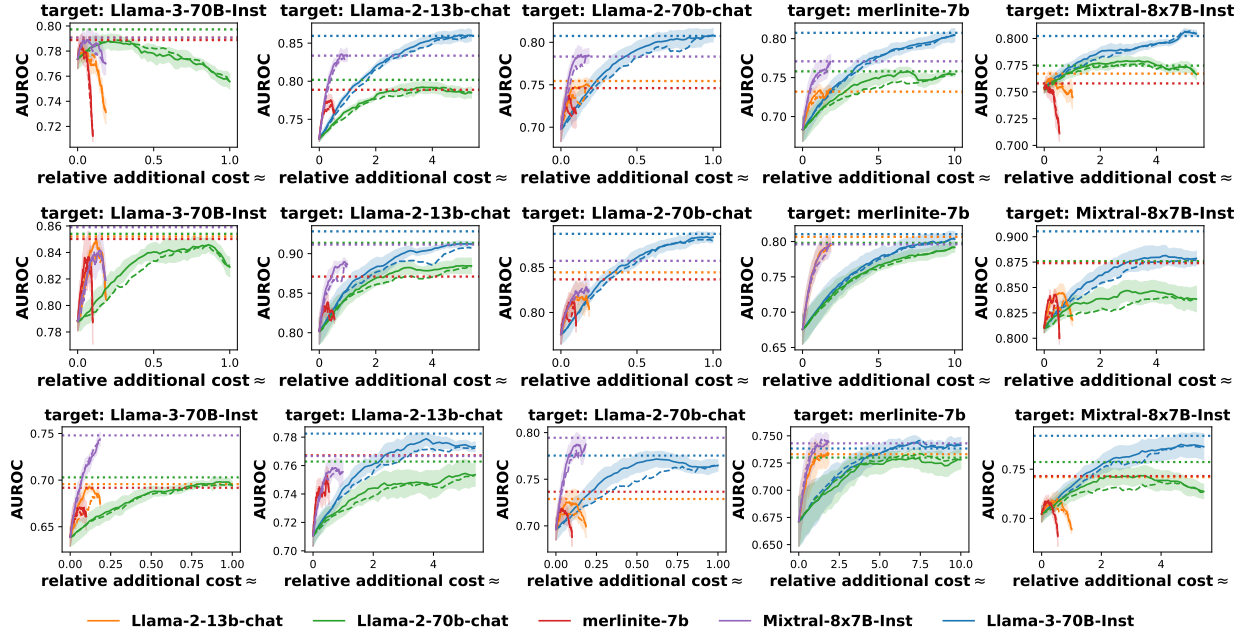 target: Llama-3-70B-Inst target: Llama-2-13b-chat target: Llama-2-70b-chat target: merlinite-7b target: Mixtral-8x7B-Inst
0.80 0.78 0.76 0.74 0.72
AUROC
0.0 0.5 1.0
relative additional cost ≈
0.85 0.80 0.75
AUROC
0 2 4
relative additional cost ≈
0.80 0.75 0.70
AUROC
0.0 0.5 1.0
relative additional cost ≈
0.80 0.75 0.70
AUROC
0 5 10
relative additional cost ≈
0.800 0.775 0.750 0.725 0.700
AUROC
0.0 2.5 5.0
relative additional cost ≈
target: Llama-3-70B-Inst target: Llama-2-13b-chat target: Llama-2-70b-chat target: merlinite-7b target: Mixtral-8x7B-Inst
0.86 0.84 0.82 0.80 0.78
AUROC
0.0 0.5 1.0
relative additional cost ≈
0.90 0.85 0.80
AUROC
0 2 4
relative additional cost ≈
0.85 0.80
AUROC
0.0 0.5 1.0
relative additional cost ≈
0.80 0.75 0.70 0.65
AUROC
0 5 10
relative additional cost ≈
0.900 0.875 0.850 0.825 0.800
AUROC
0 2 4
relative additional cost ≈
target: Llama-3-70B-Inst target: Llama-2-13b-chat target: Llama-2-70b-chat target: merlinite-7b target: Mixtral-8x7B-Inst
0.75 0.70 0.65
AUROC
0.00 0.25 0.50 0.75 1.00
relative additional cost ≈
0.78 0.76 0.74 0.72 0.70
AUROC
0 2 4
relative additional cost ≈
0.80 0.75 0.70
AUROC
0.00 0.25 0.50 0.75 1.00
relative additional cost ≈
0.750 0.725 0.700 0.675 0.650
AUROC
0.0 2.5 5.0 7.5 10.0
relative additional cost ≈
0.75 0.70
AUROC
0 2 4
relative additional cost ≈
Llama-2-13b-chat Llama-2-70b-chat merlinite-7b Mixtral-8x7B-Inst Llama-3-70B-Inst